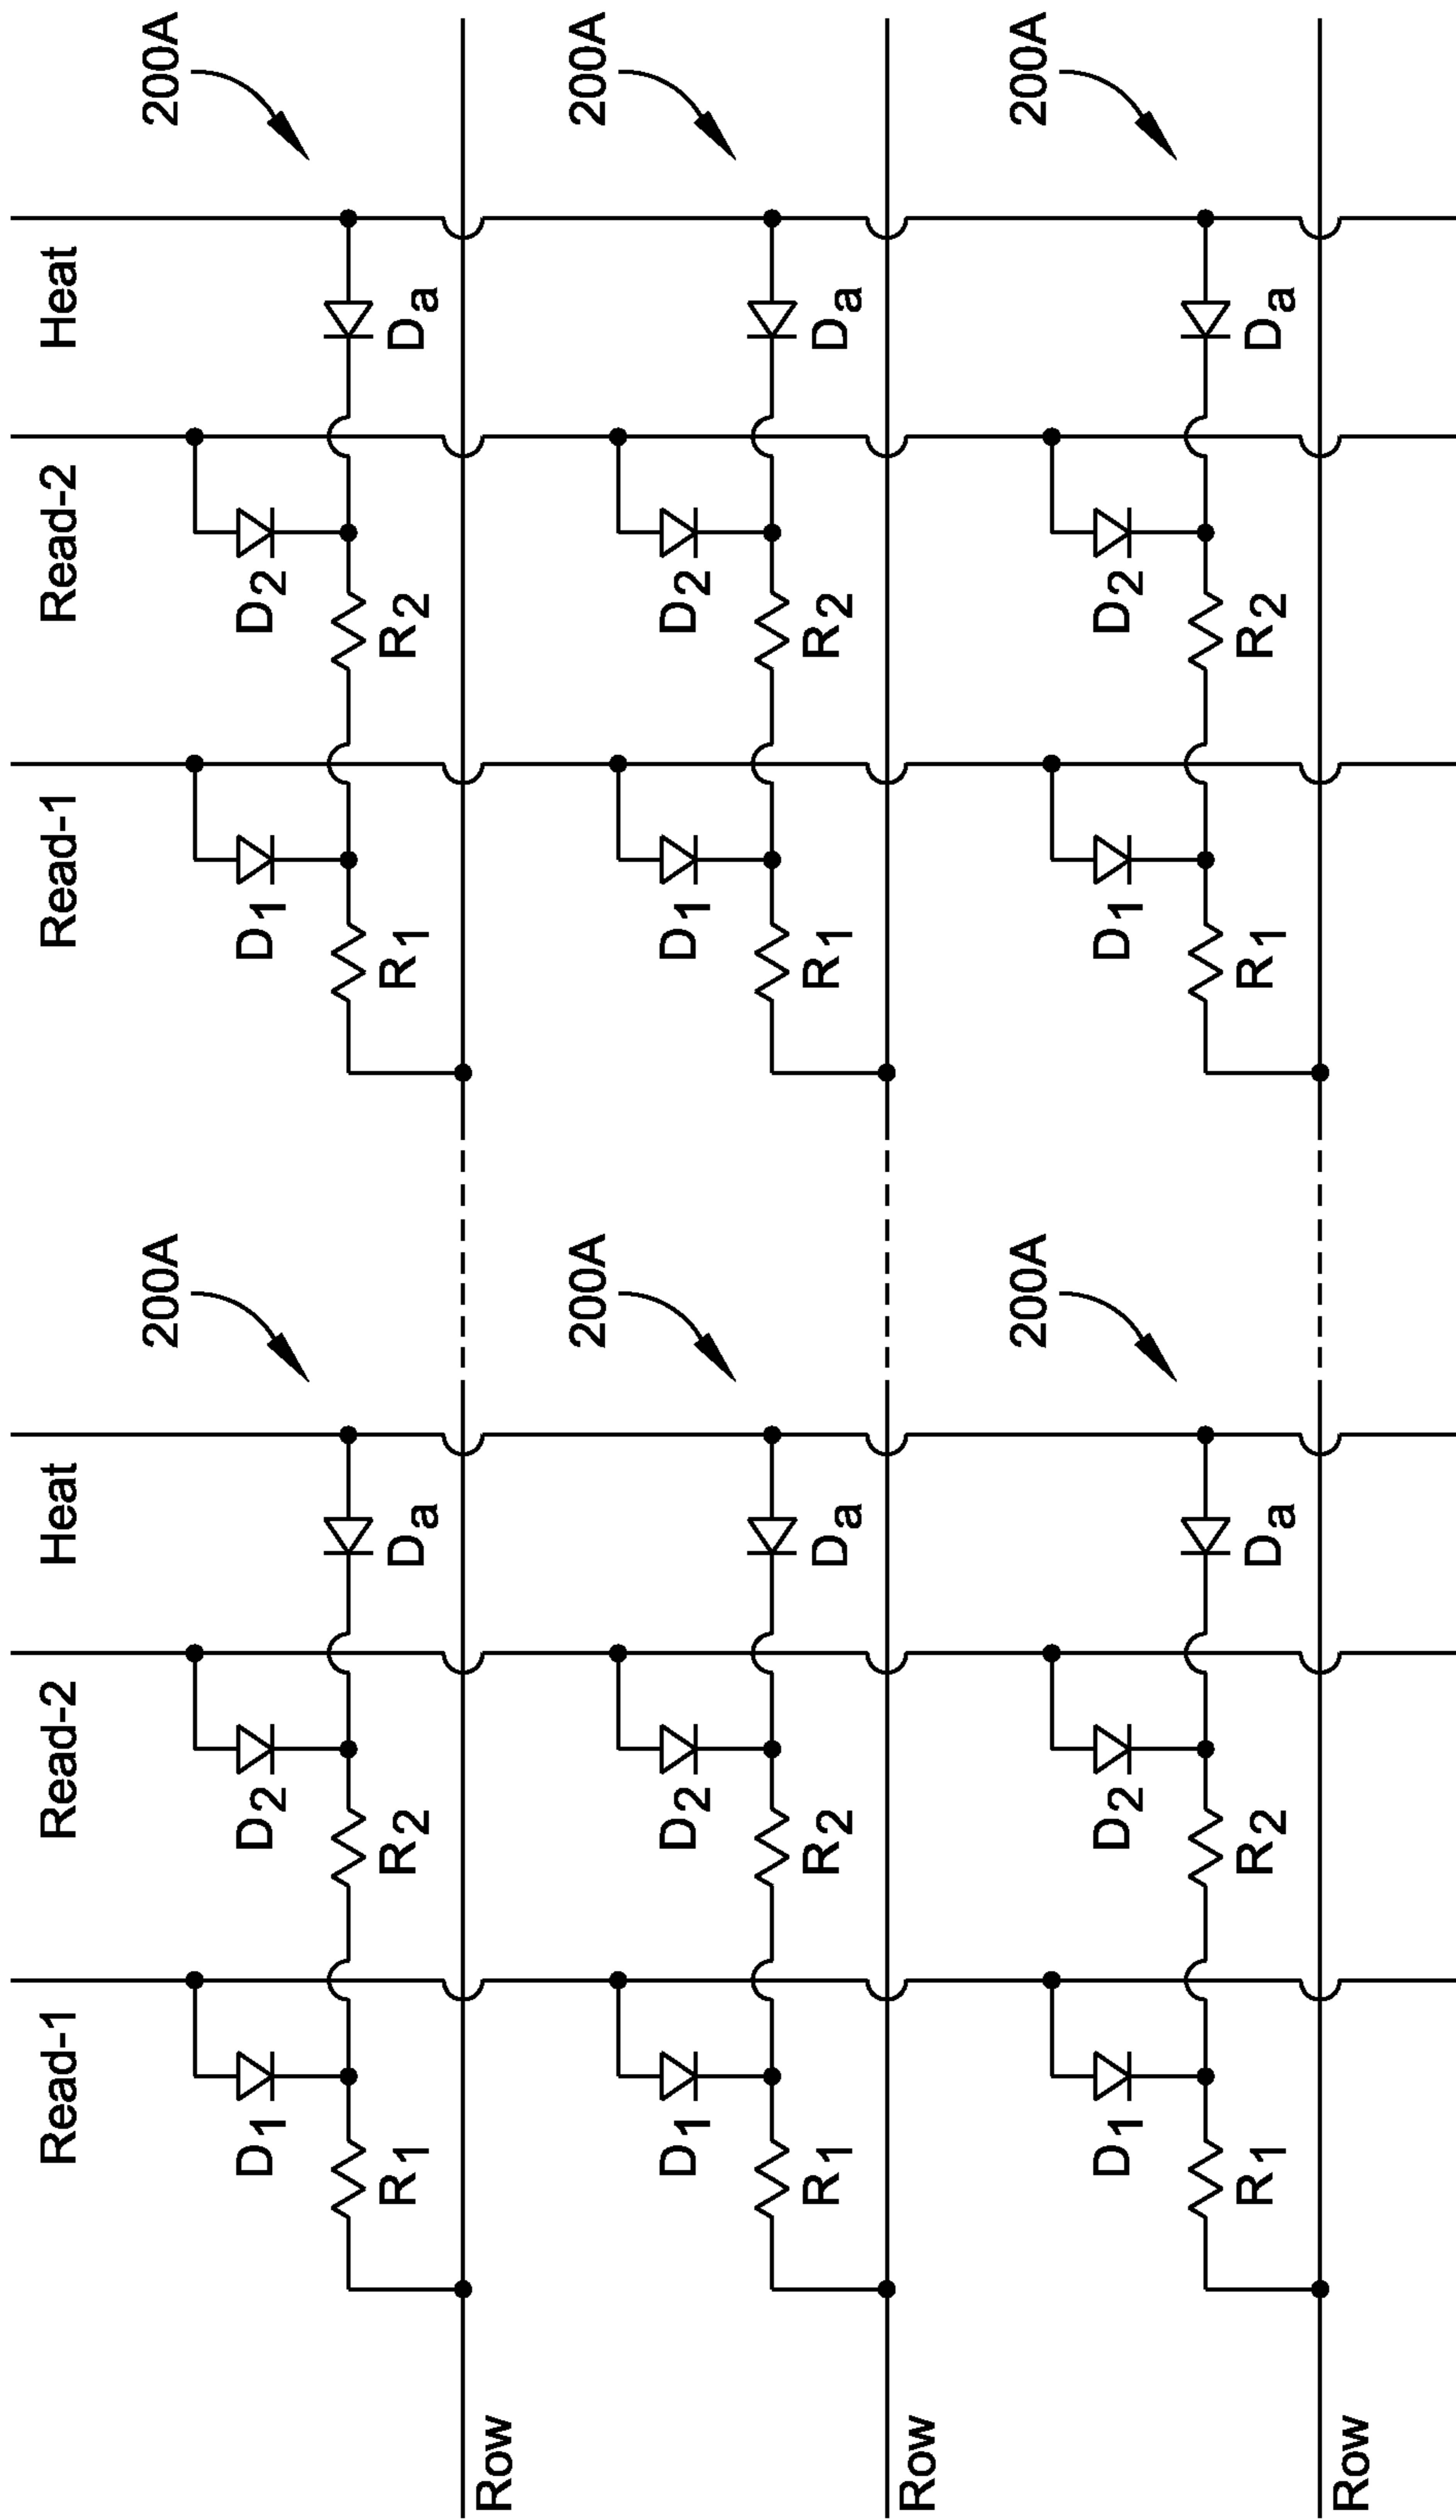 Read-1 Read-2 Heat Read-1 Read-2 Heat
200A 200A
D1 D2 D1 D2
R1 R2 Da R1 R2 Da
Row
200A 200A
D1 D2 D1 D2
R1 R2 Da R1 R2 Da
Row
200A 200A
D1 D2 D1 D2
R1 R2 Da R1 R2 Da
Row